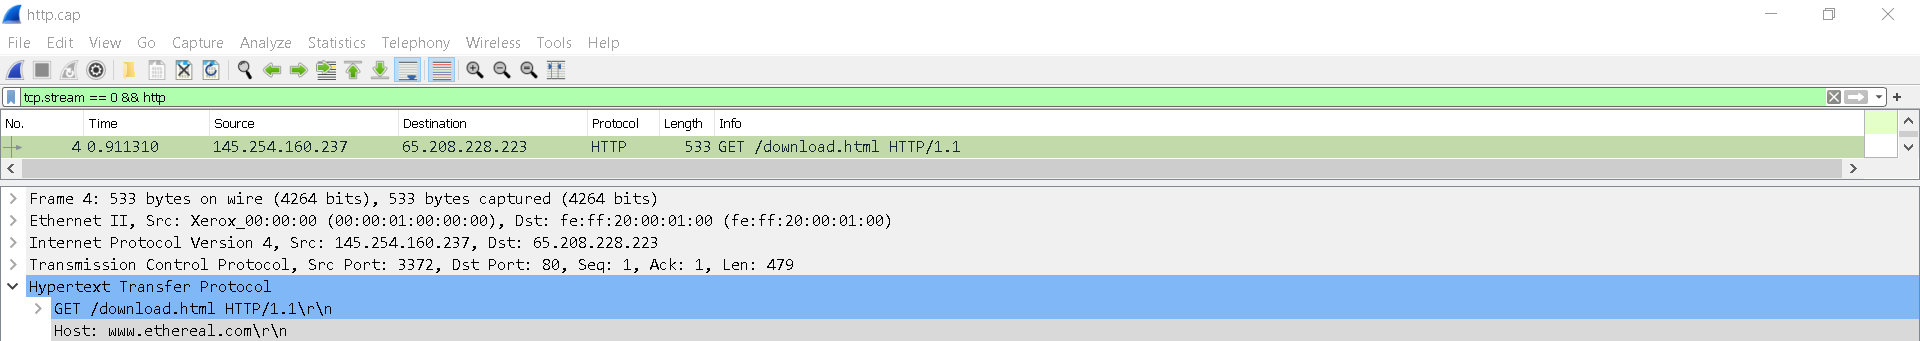 http.cap
File Edit View Go Capture Analyze Statistics Telephony Wireless Tools Help
tcp.stream == 0 && http
No. Time Source Destination Protocol Length Info
4 0.911310 145.254.160.237 65.208.228.223 HTTP 533 GET /download.html HTTP/1.1
Frame 4: 533 bytes on wire (4264 bits), 533 bytes captured (4264 bits)
Ethernet II, Src: Xerox_00:00:00 (00:00:01:00:00:00), Dst: fe:ff:20:00:01:00 (fe:ff:20:00:01:00)
Internet Protocol Version 4, Src: 145.254.160.237, Dst: 65.208.228.223
Transmission Control Protocol, Src Port: 3372, Dst Port: 80, Seq: 1, Ack: 1, Len: 479
Hypertext Transfer Protocol
GET /download.html HTTP/1.1\r\n
Host: www.ethereal.com\r\n